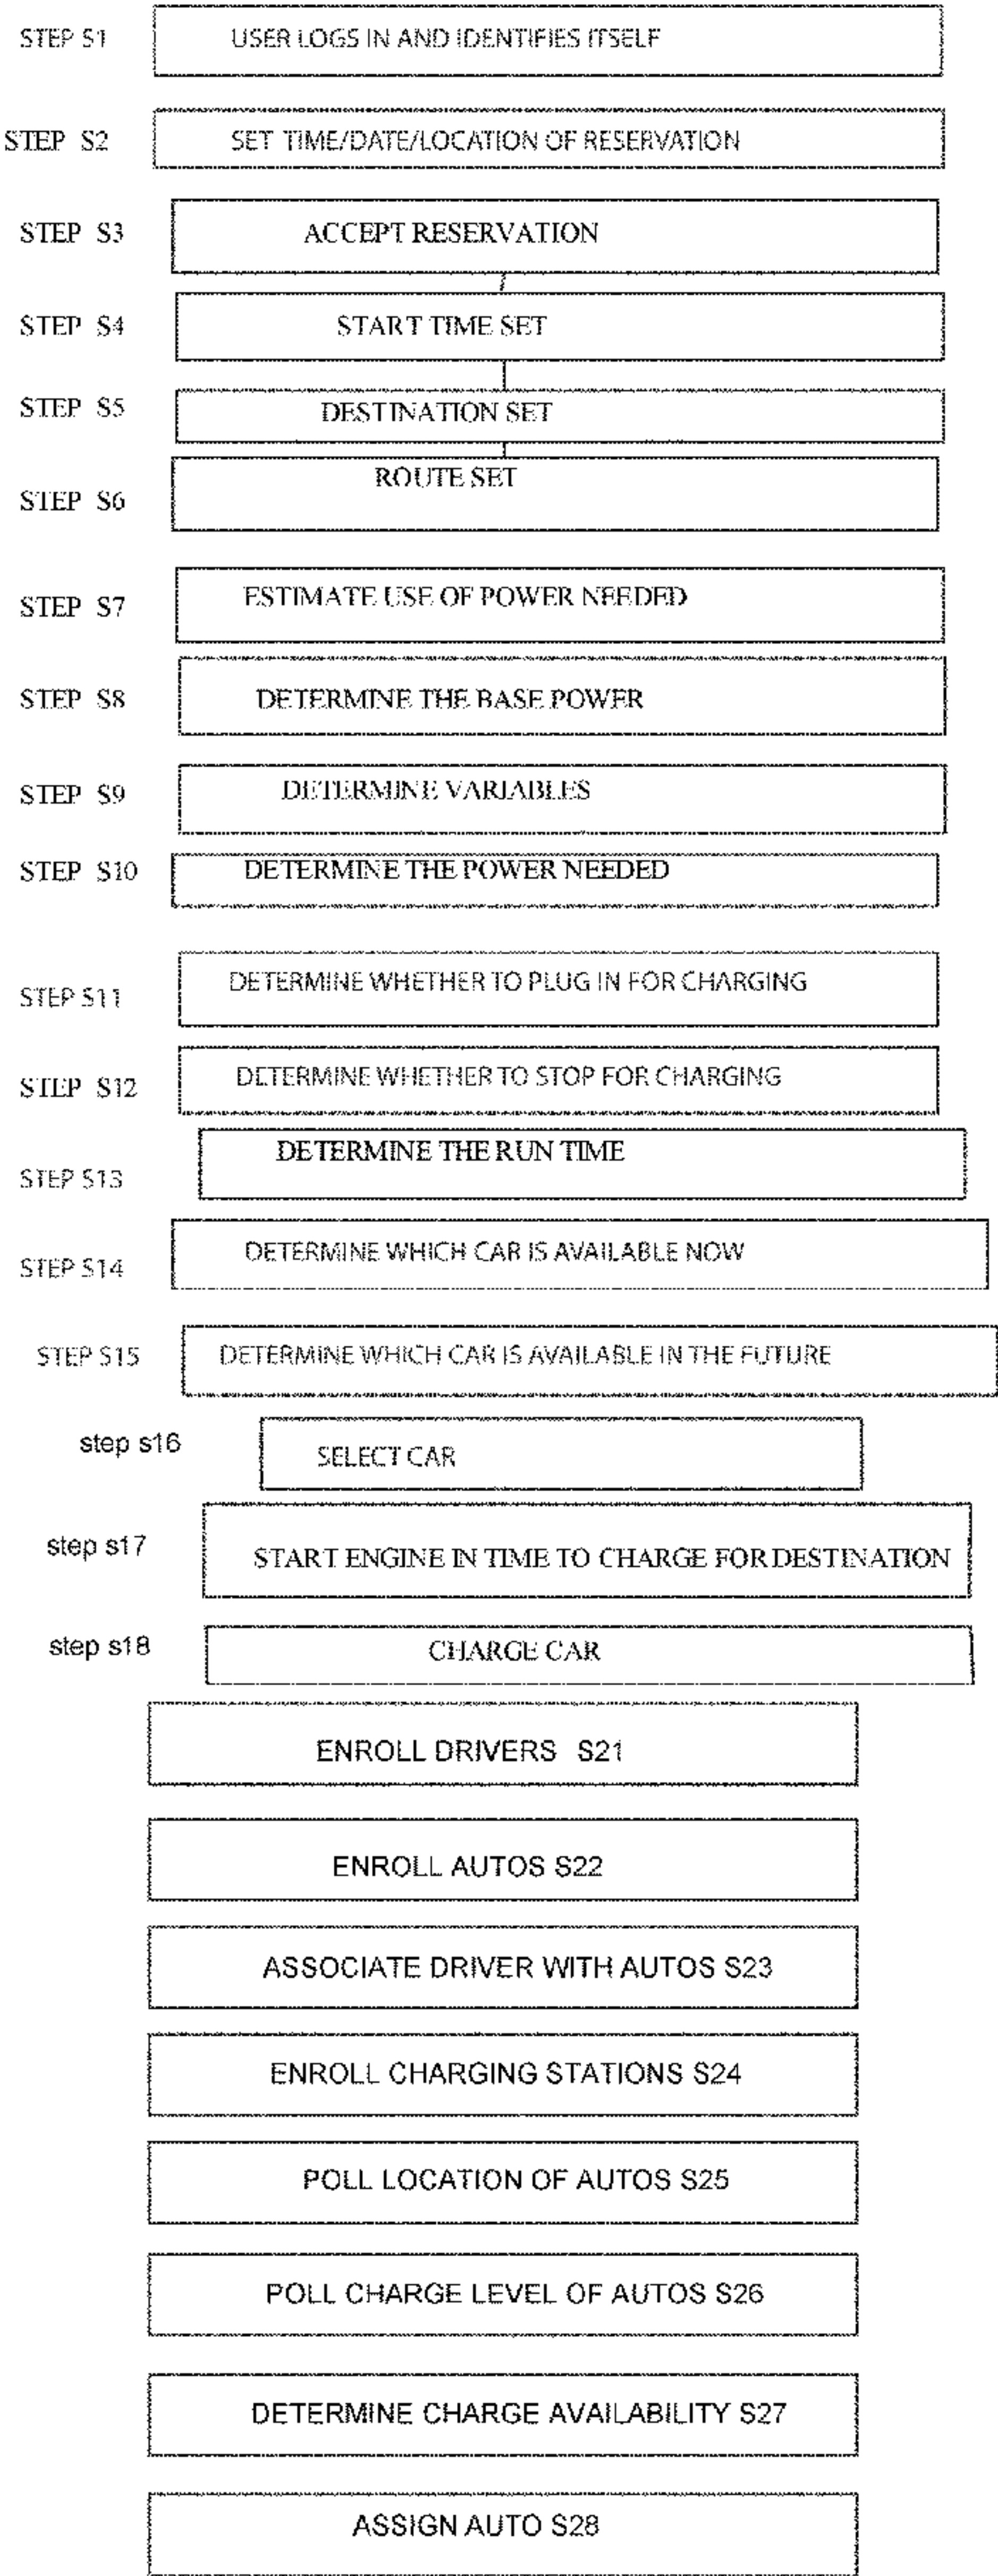 STEP S1 USER LOGS IN AND IDENTIFIES ITSELF
STEP S2 SET TIME/DATE/LOCATION OF RESERVATION
STEP S3 ACCEPT RESERVATION
STEP S4 START TIME SET
STEP S5 DESTINATION SET
STEP S6 ROUTE SET
STEP S7 ESTIMATE USE OF POWER NEEDED
STEP S8 DETERMINE THE BASE POWER
STEP S9 DETERMINE VARIABLES
STEP S10 DETERMINE THE POWER NEEDED
STEP S11 DETERMINE WHETHER TO PLUG IN FOR CHARGING
STEP S12 DETERMINE WHETHER TO STOP FOR CHARGING
STEP S13 DETERMINE THE RUN TIME
STEP S14 DETERMINE WHICH CAR IS AVAILABLE NOW
STEP S15 DETERMINE WHICH CAR IS AVAILABLE IN THE FUTURE
step s16 SELECT CAR
step s17 START ENGINE IN TIME TO CHARGE FOR DESTINATION
step s18 CHARGE CAR
ENROLL DRIVERS S21
ENROLL AUTOS S22
ASSOCIATE DRIVER WITH AUTOS S23
ENROLL CHARGING STATIONS S24
POLL LOCATION OF AUTOS S25
POLL CHARGE LEVEL OF AUTOS S26
DETERMINE CHARGE AVAILABILITY S27
ASSIGN AUTO S28